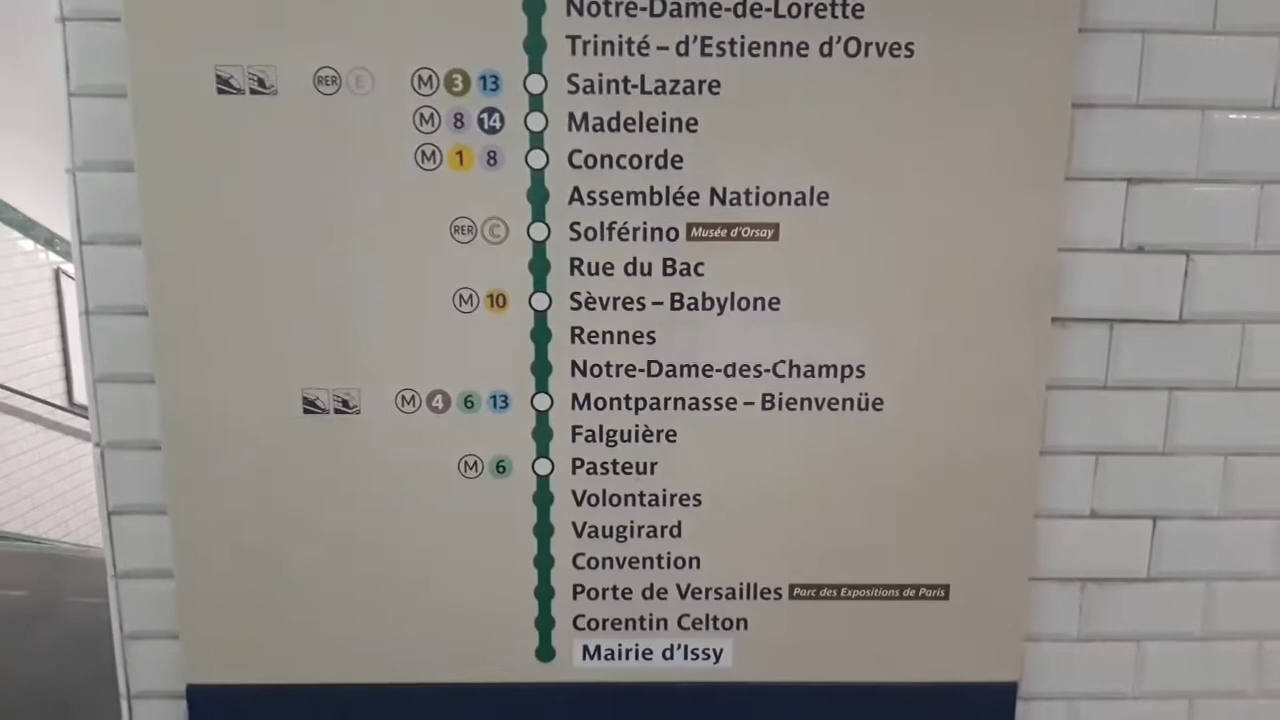 Notre-Dame-de-Lorette
Trinité – d'Estienne d'Orves
RER E M 3 13 Saint-Lazare
M 8 14 Madeleine
M 1 8 Concorde
Assemblée Nationale
RER C Solférino Musée d'Orsay
Rue du Bac
M 10 Sèvres – Babylone
Rennes
Notre-Dame-des-Champs
M 4 6 13 Montparnasse – Bienvenüe
Falguière
M 6 Pasteur
Volontaires
Vaugirard
Convention
Porte de Versailles Parc des Expositions de Paris
Corentin Celton
Mairie d'Issy